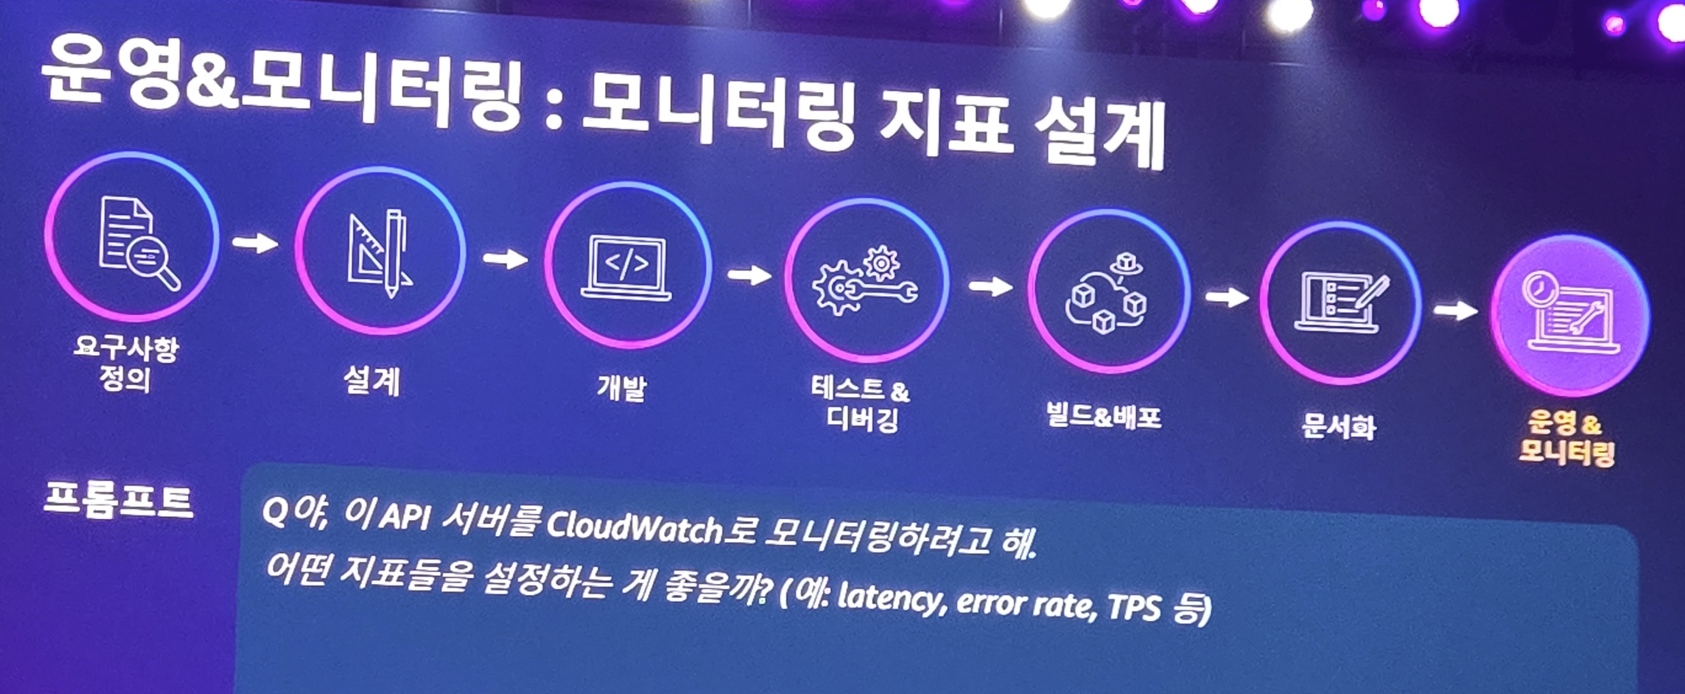 운영&모니터링 : 모니터링 지표 설계
요구사항
정의
설계
개발
테스트 &
디버깅
빌드&배포
문서화
운영 &
모니터링
프롬프트
Q야, 이 API 서버를 CloudWatch로 모니터링하려고 해.
어떤 지표들을 설정하는 게 좋을까? (예: latency, error rate, TPS 등)